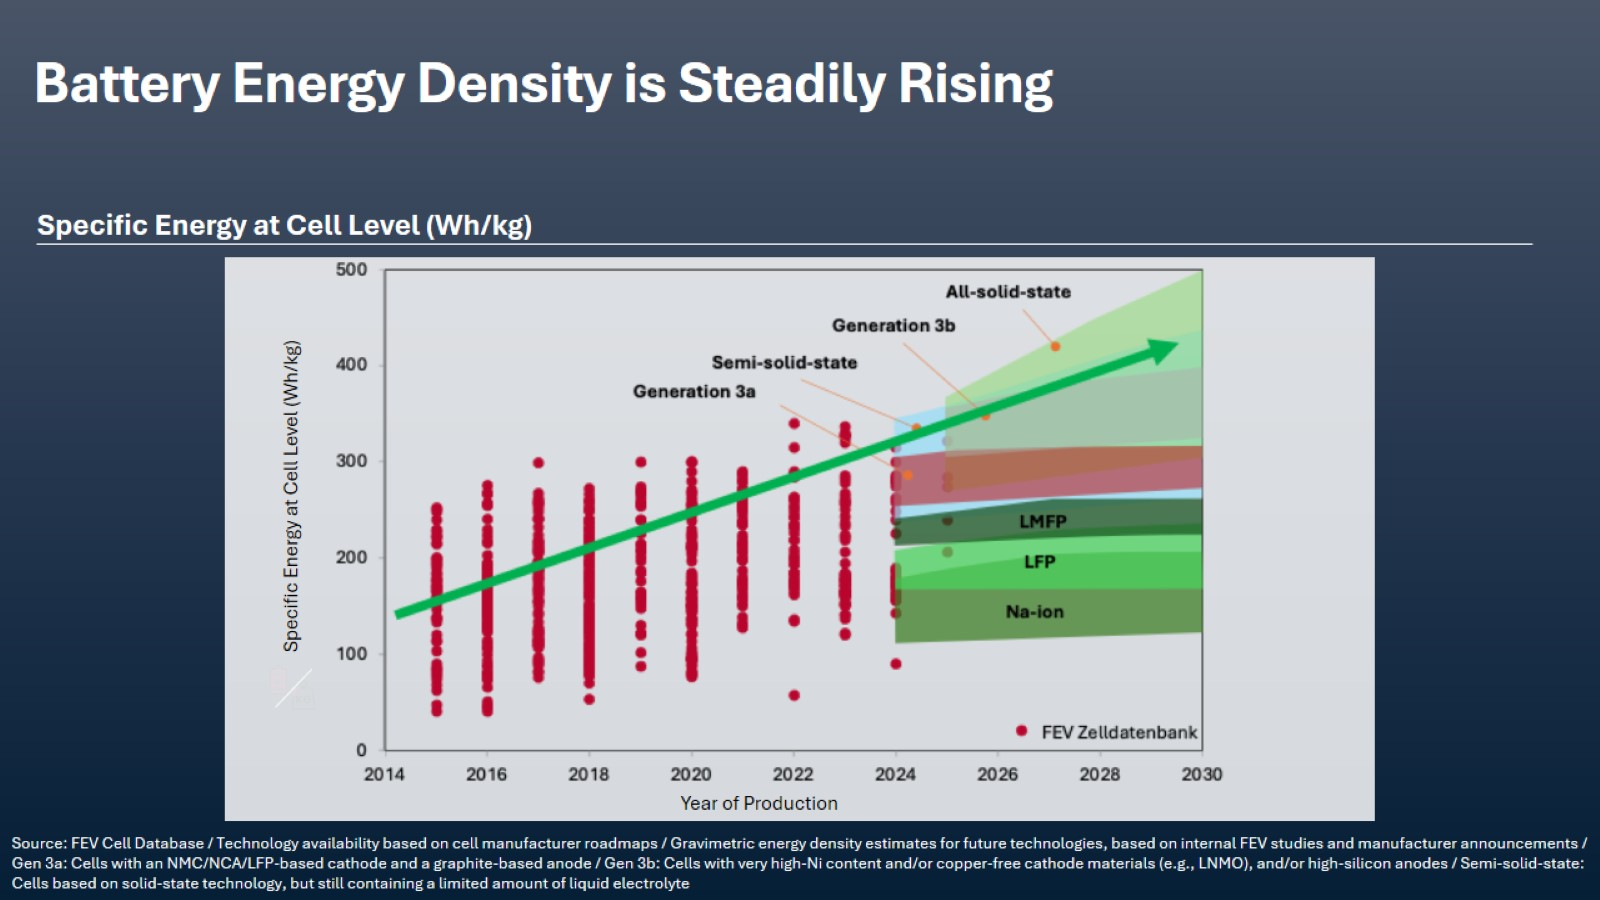 Battery Energy Density is Steadily Rising
Specific Energy at Cell Level (Wh/kg)
Specific Energy at Cell Level (Wh/kg)
500
400
300
200
100
0
All-solid-state
Generation 3b
Semi-solid-state
Generation 3a
LMFP
LFP
Na-ion
FEV Zelldatenbank
2014 2016 2018 2020 2022 2024 2026 2028 2030
Year of Production
Source: FEV Cell Database / Technology availability based on cell manufacturer roadmaps / Gravimetric energy density estimates for future technologies, based on internal FEV studies and manufacturer announcements /
Gen 3a: Cells with an NMC/NCA/LFP-based cathode and a graphite-based anode / Gen 3b: Cells with very high-Ni content and/or copper-free cathode materials (e.g., LNMO), and/or high-silicon anodes / Semi-solid-state:
Cells based on solid-state technology, but still containing a limited amount of liquid electrolyte